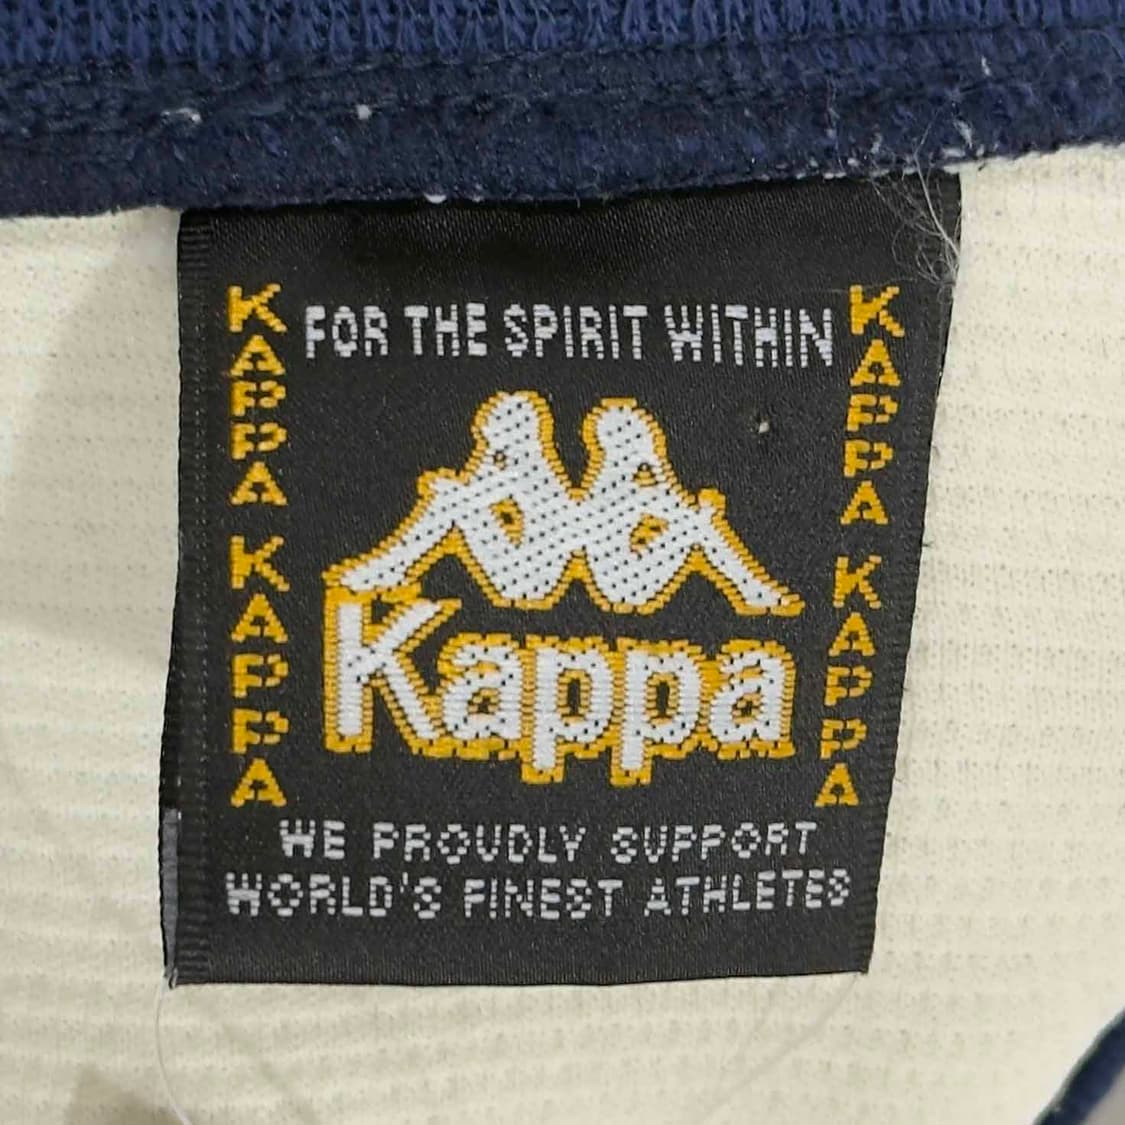 FOR THE SPIRIT WITHIN
KAPPA KAPPA
KAPPA KAPPA
Kappa
WE PROUDLY SUPPORT
WORLD'S FINEST ATHLETES